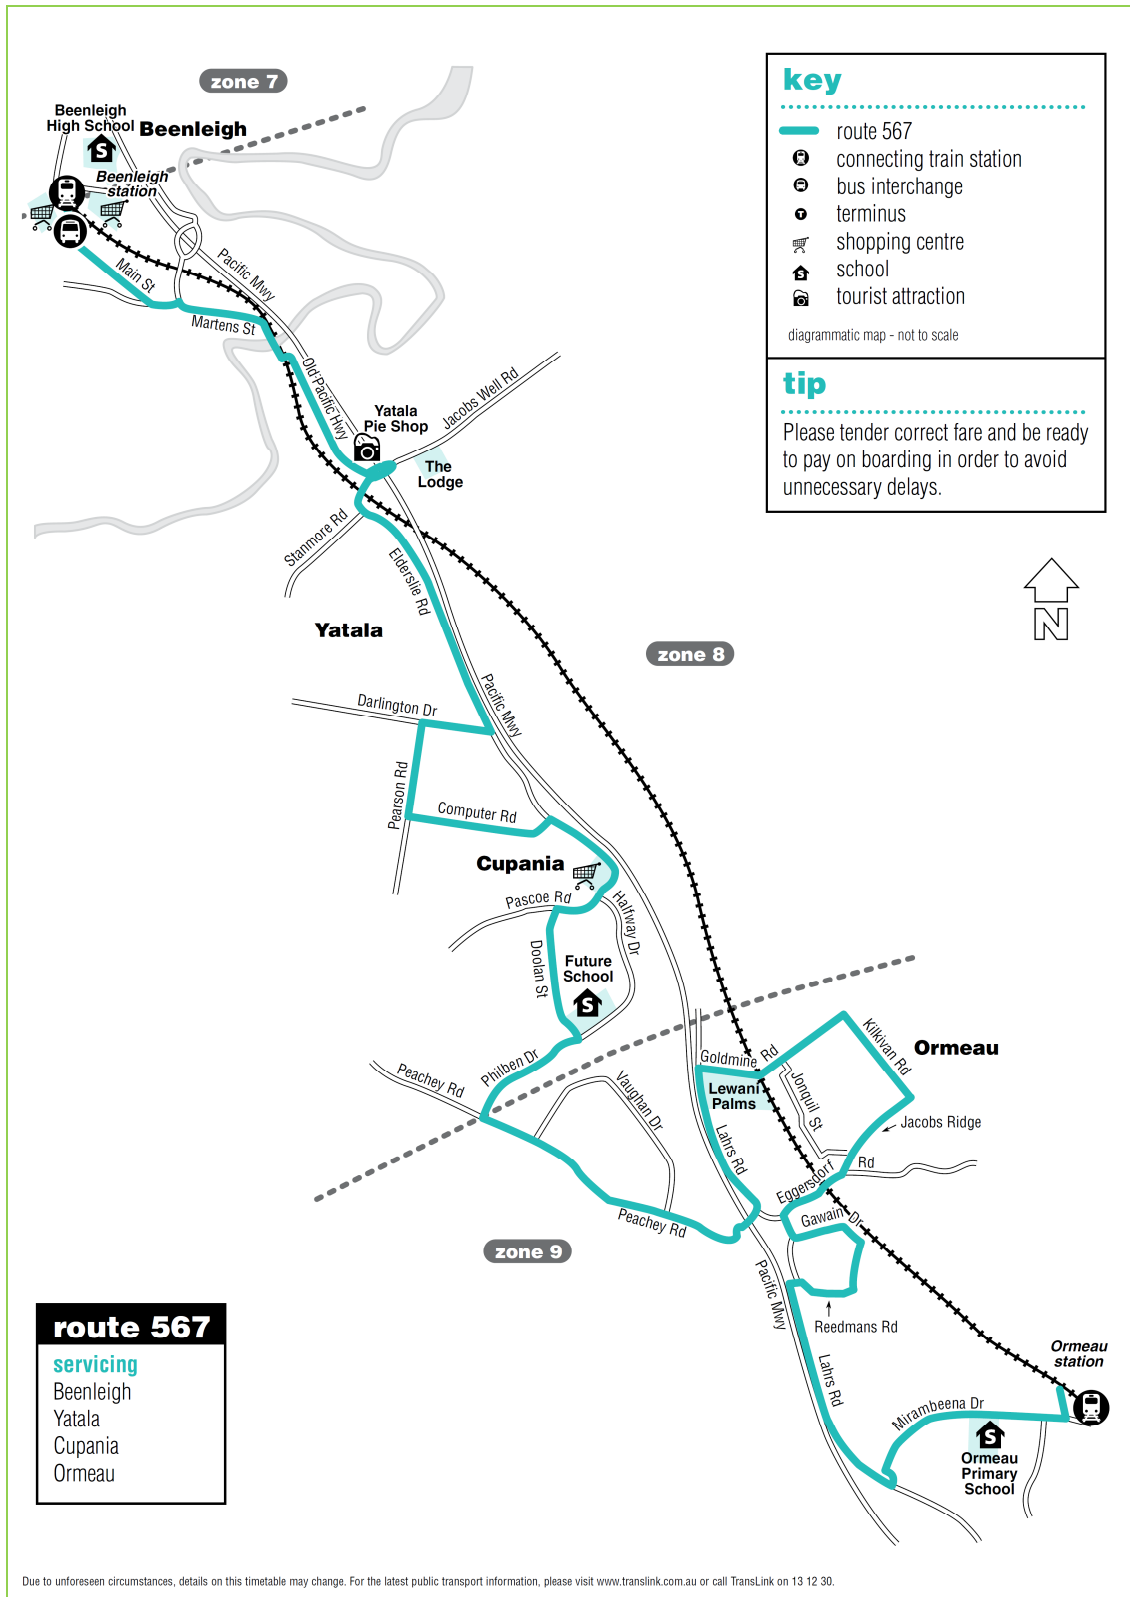 zone 7
Beenleigh
High School
Beenleigh
Beenleigh
station
Main St
Martens St
Pacific Mwy
Old Pacific Hwy
Yatala
Pie Shop
Jacobs Well Rd
The
Lodge
Stanmore Rd
Elderslie Rd
Yatala
zone 8
Darlington Dr
Pacific Mwy
Pearson Rd
Computer Rd
Cupania
Pascoe Rd
Halfway Dr
Doolan St
Future
School
S
Philben Dr
Peachey Rd
Vaughan Dr
Goldmine Rd
Kilkivan Rd
Ormeau
Lewani
Palms
Jonquil St
Jacobs Ridge
Lahrs Rd
Eggersdorf Rd
Gawain Dr
Peachey Rd
zone 9
Pacific Mwy
Reedmans Rd
Lahrs Rd
Ormeau
station
Mirambeena Dr
S
Ormeau
Primary
School
S
key
route 567
connecting train station
bus interchange
T terminus
shopping centre
S school
tourist attraction
diagrammatic map - not to scale
tip
Please tender correct fare and be ready
to pay on boarding in order to avoid
unnecessary delays.
N
route 567
servicing
Beenleigh
Yatala
Cupania
Ormeau
Due to unforeseen circumstances, details on this timetable may change. For the latest public transport information, please visit www.translink.com.au or call TransLink on 13 12 30.